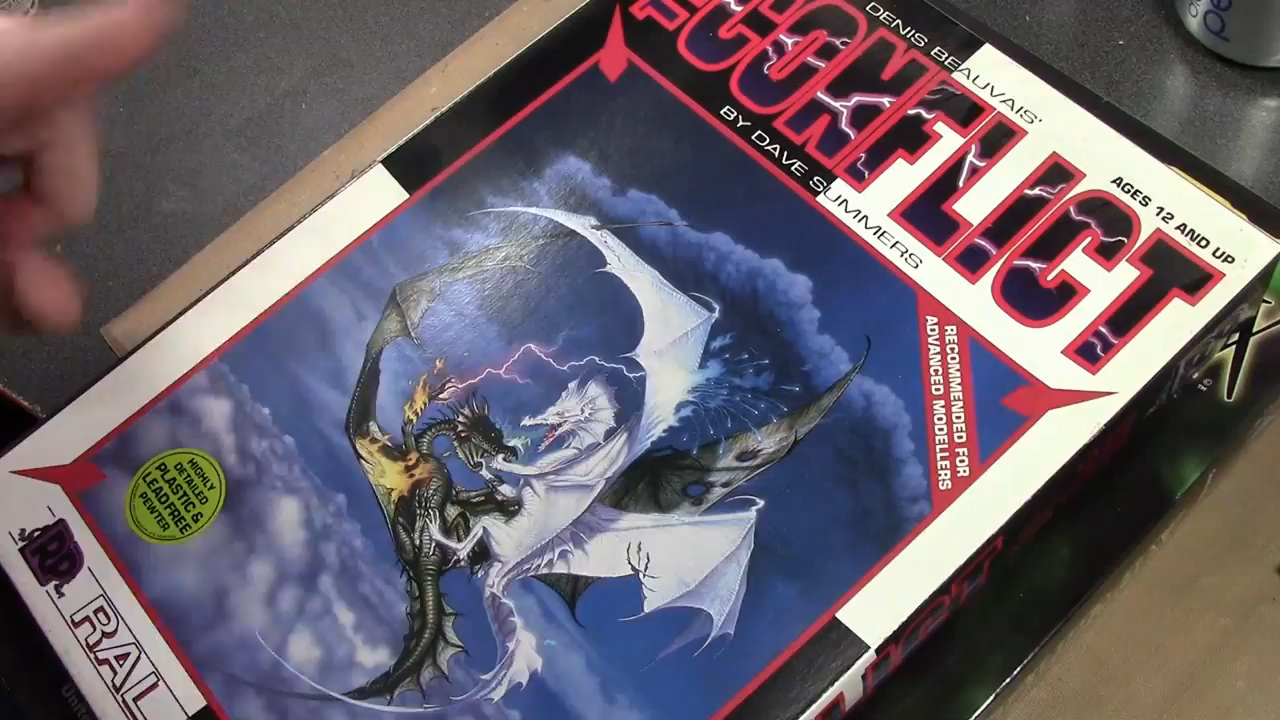 DENIS BEAUVAIS'
CONFLICT
BY DAVE SUMMERS
AGES 12 AND UP
RECOMMENDED FOR
ADVANCED MODELLERS
HIGHLY
DETAILED
PLASTIC &
LEAD FREE
PEWTER
RP
RAL